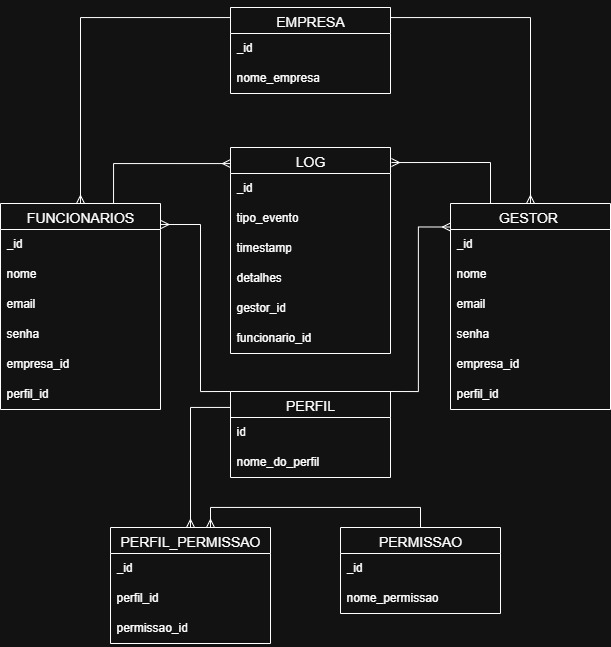 EMPRESA
_id
nome_empresa
LOG
_id
tipo_evento
timestamp
detalhes
gestor_id
funcionario_id
FUNCIONARIOS
_id
nome
email
senha
empresa_id
perfil_id
GESTOR
_id
nome
email
senha
empresa_id
perfil_id
PERFIL
id
nome_do_perfil
PERFIL_PERMISSAO
_id
perfil_id
permissao_id
PERMISSAO
_id
nome_permissao